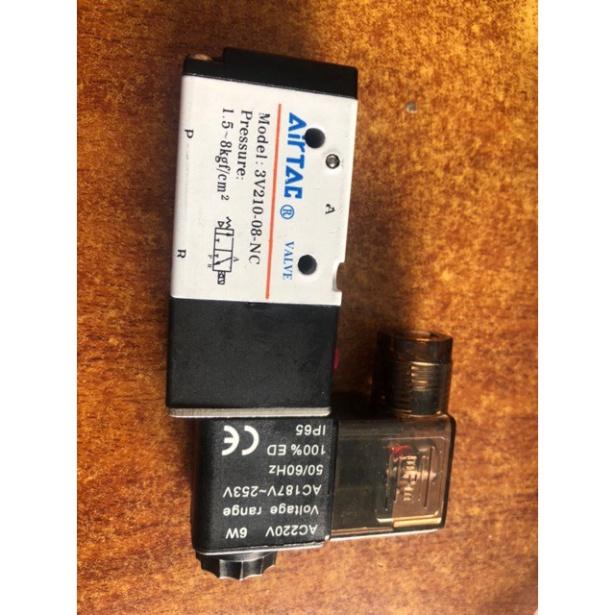 AirTAC ® VALVE
Model: 3V210-08-NC
Pressure:
1.5~8kgf/cm²
A
P
R
AC220V 6W
Voltage range
AC187V~253V
50/60Hz
100% ED
IP65
CE